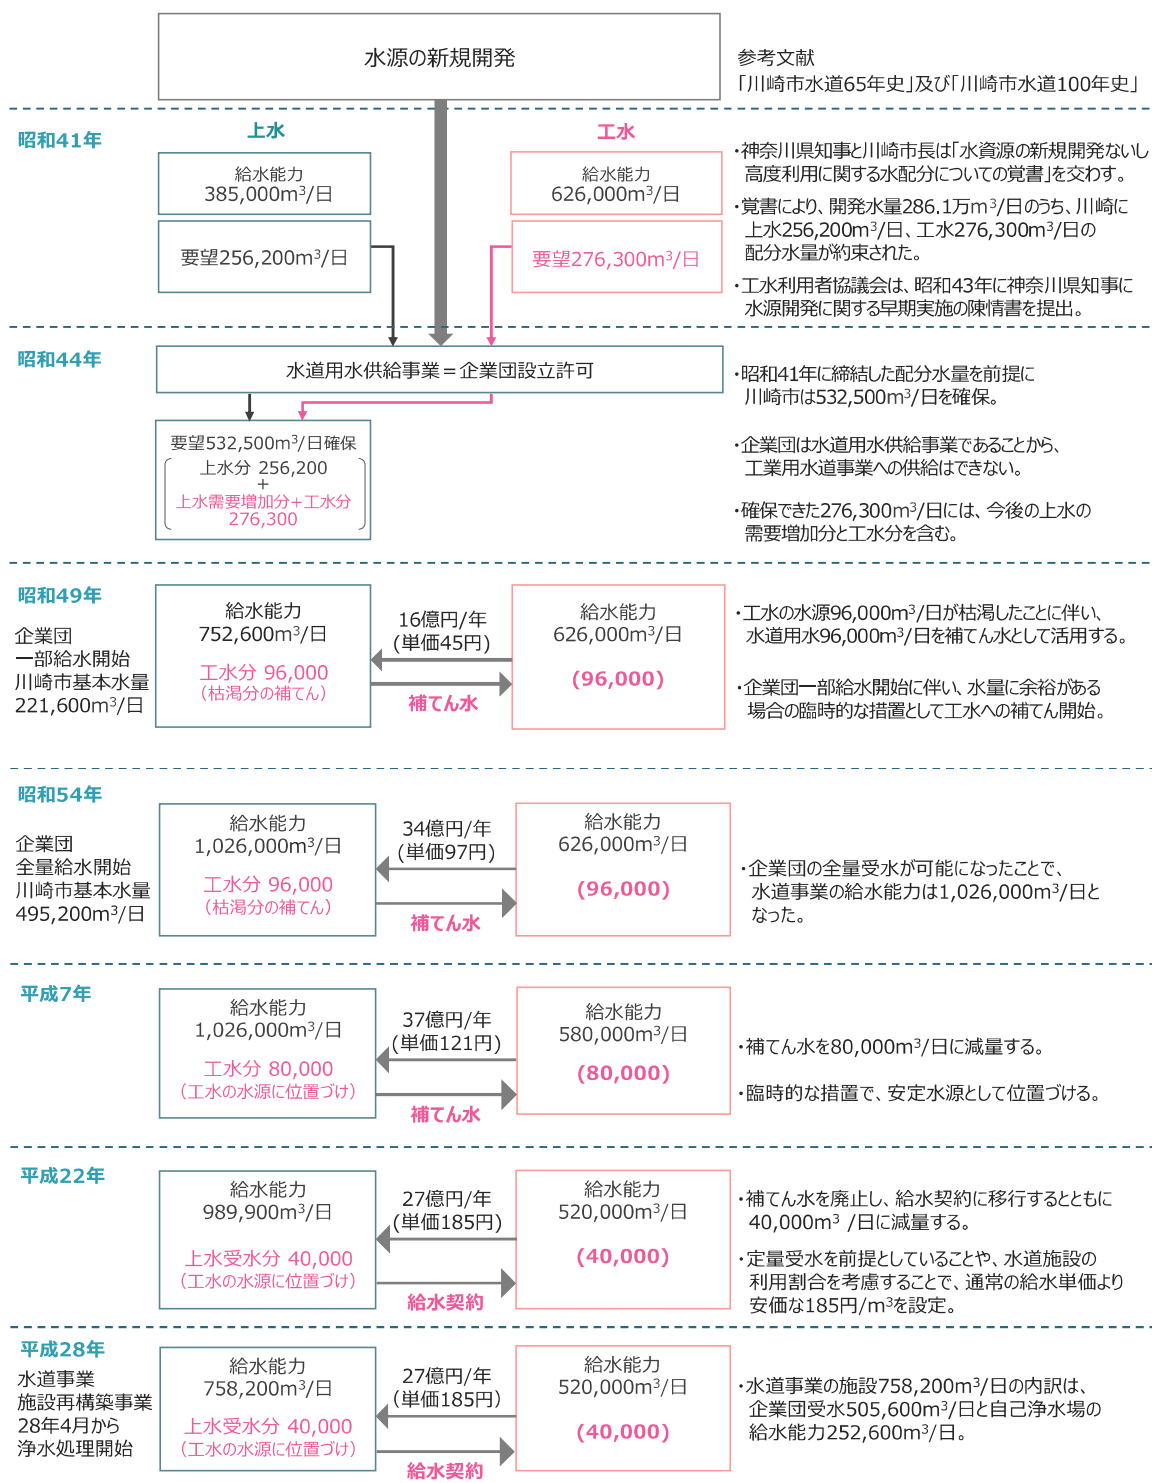 水源の新規開発
参考文献
「川崎市水道65年史」及び「川崎市水道100年史」
昭和41年
上水
工水
給水能力
385,000m³/日
給水能力
626,000m³/日
要望256,200m³/日
要望276,300m³/日
・神奈川県知事と川崎市長は「水資源の新規開発ないし
高度利用に関する水配分についての覚書」を交わす。
・覚書により、開発水量286.1万m³/日のうち、川崎に
上水256,200m³/日、工水276,300m³/日の
配分水量が約束された。
・工水利用者協議会は、昭和43年に神奈川県知事に
水源開発に関する早期実施の陳情書を提出。
昭和44年
水道用水供給事業＝企業団設立許可
要望532,500m³/日確保
上水分 256,200
+
上水需要増加分+工水分
276,300
・昭和41年に締結した配分水量を前提に
川崎市は532,500m³/日を確保。
・企業団は水道用水供給事業であることから、
工業用水道事業への供給はできない。
・確保できた276,300m³/日には、今後の上水の
需要増加分と工水分を含む。
昭和49年
企業団
一部給水開始
川崎市基本水量
221,600m³/日
給水能力
752,600m³/日
工水分 96,000
(枯渇分の補てん)
16億円/年
(単価45円)
補てん水
給水能力
626,000m³/日
(96,000)
・工水の水源96,000m³/日が枯渇したことに伴い、
水道用水96,000m³/日を補てん水として活用する。
・企業団一部給水開始に伴い、水量に余裕がある
場合の臨時的な措置として工水への補てん開始。
昭和54年
企業団
全量給水開始
川崎市基本水量
495,200m³/日
給水能力
1,026,000m³/日
工水分 96,000
(枯渇分の補てん)
34億円/年
(単価97円)
補てん水
給水能力
626,000m³/日
(96,000)
・企業団の全量受水が可能になったことで、
水道事業の給水能力は1,026,000m³/日と
なった。
平成7年
給水能力
1,026,000m³/日
工水分 80,000
(工水の水源に位置づけ)
37億円/年
(単価121円)
補てん水
給水能力
580,000m³/日
(80,000)
・補てん水を80,000m³/日に減量する。
・臨時的な措置で、安定水源として位置づける。
平成22年
給水能力
989,900m³/日
上水受水分 40,000
(工水の水源に位置づけ)
27億円/年
(単価185円)
給水契約
給水能力
520,000m³/日
(40,000)
・補てん水を廃止し、給水契約に移行するとともに
40,000m³ /日に減量する。
・定量受水を前提としていることや、水道施設の
利用割合を考慮することで、通常の給水単価より
安価な185円/m³を設定。
平成28年
水道事業
施設再構築事業
28年4月から
浄水処理開始
給水能力
758,200m³/日
上水受水分 40,000
(工水の水源に位置づけ)
27億円/年
(単価185円)
給水契約
給水能力
520,000m³/日
(40,000)
・水道事業の施設758,200m³/日の内訳は、
企業団受水505,600m³/日と自己浄水場の
給水能力252,600m³/日。